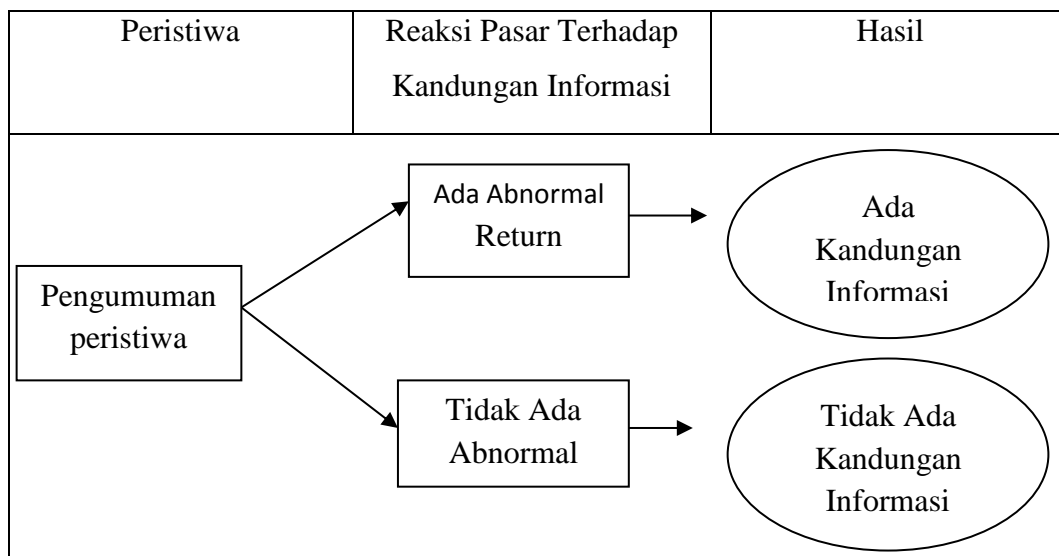 Peristiwa
Reaksi Pasar Terhadap
Kandungan Informasi
Hasil
Ada Abnormal
Return
Ada
Kandungan
Informasi
Pengumuman
peristiwa
Tidak Ada
Abnormal
Tidak Ada
Kandungan
Informasi